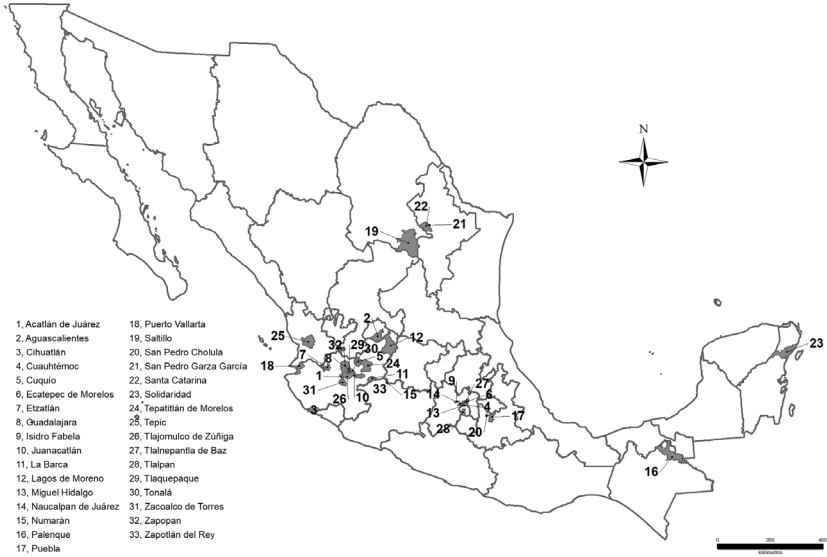 N
22
21
19
2
25
32
29
30
12
23
7
8
5
24
18
1
11
9
14
27
6
31
33
15
13
4
17
26
10
3
28
20
16
1, Acatlán de Juárez
2, Aguascalientes
3, Cihuatlán
4, Cuauhtémoc
5, Cuquío
6, Ecatepec de Morelos
7, Etzatlán
8, Guadalajara
9, Isidro Fabela
10, Juanacatlán
11, La Barca
12, Lagos de Moreno
13, Miguel Hidalgo
14, Naucalpan de Juárez
15, Numarán
16, Palenque
17, Puebla
18, Puerto Vallarta
19, Saltillo
20, San Pedro Cholula
21, San Pedro Garza García
22, Santa Catarina
23, Solidaridad
24, Tepatitlán de Morelos
25, Tepic
26, Tlajomulco de Zúñiga
27, Tlalnepantla de Baz
28, Tlalpan
29, Tlaquepaque
30, Tonalá
31, Zacoalco de Torres
32, Zapopan
33, Zapotlán del Rey
0 200 400
Kilómetros